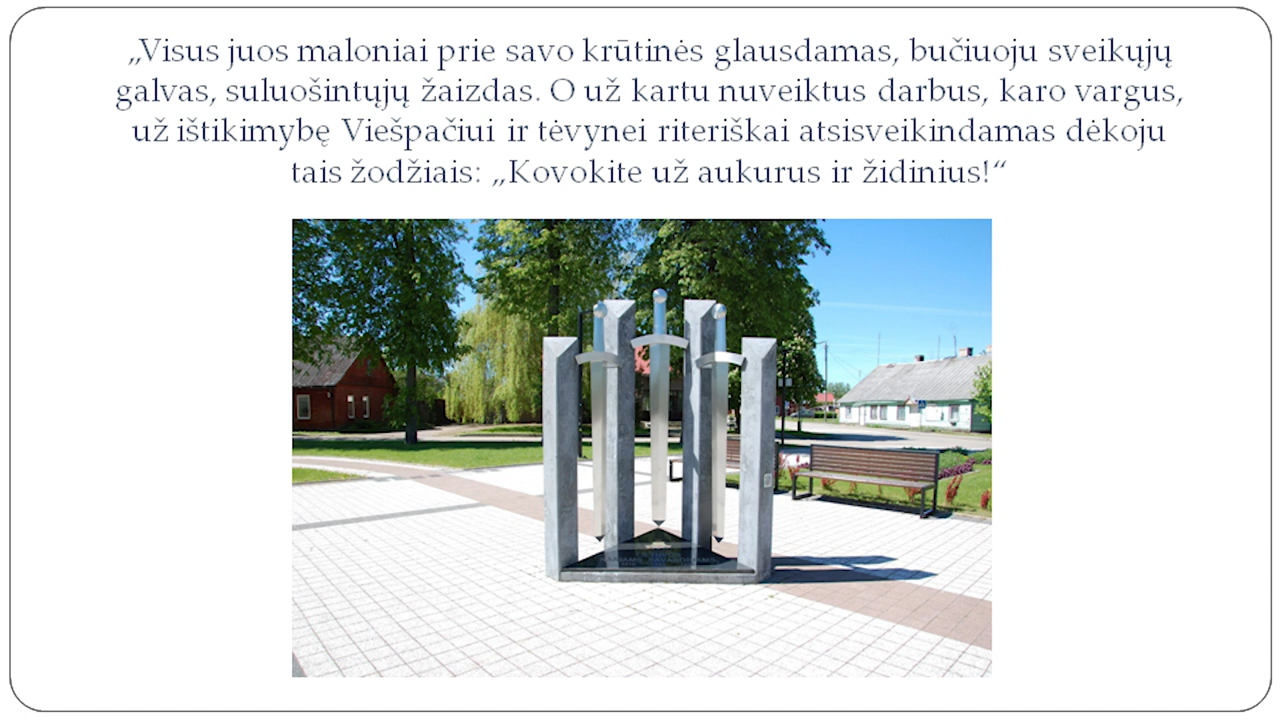 „Visus juos maloniai prie savo krūtinės glausdamas, bučiuoju sveikųjų
galvas, suluošintųjų žaizdas. O už kartu nuveiktus darbus, karo vargus,
už ištikimybę Viešpačiui ir tėvynei riteriškai atsisveikindamas dėkoju
tais žodžiais: „Kovokite už aukurus ir židinius!“